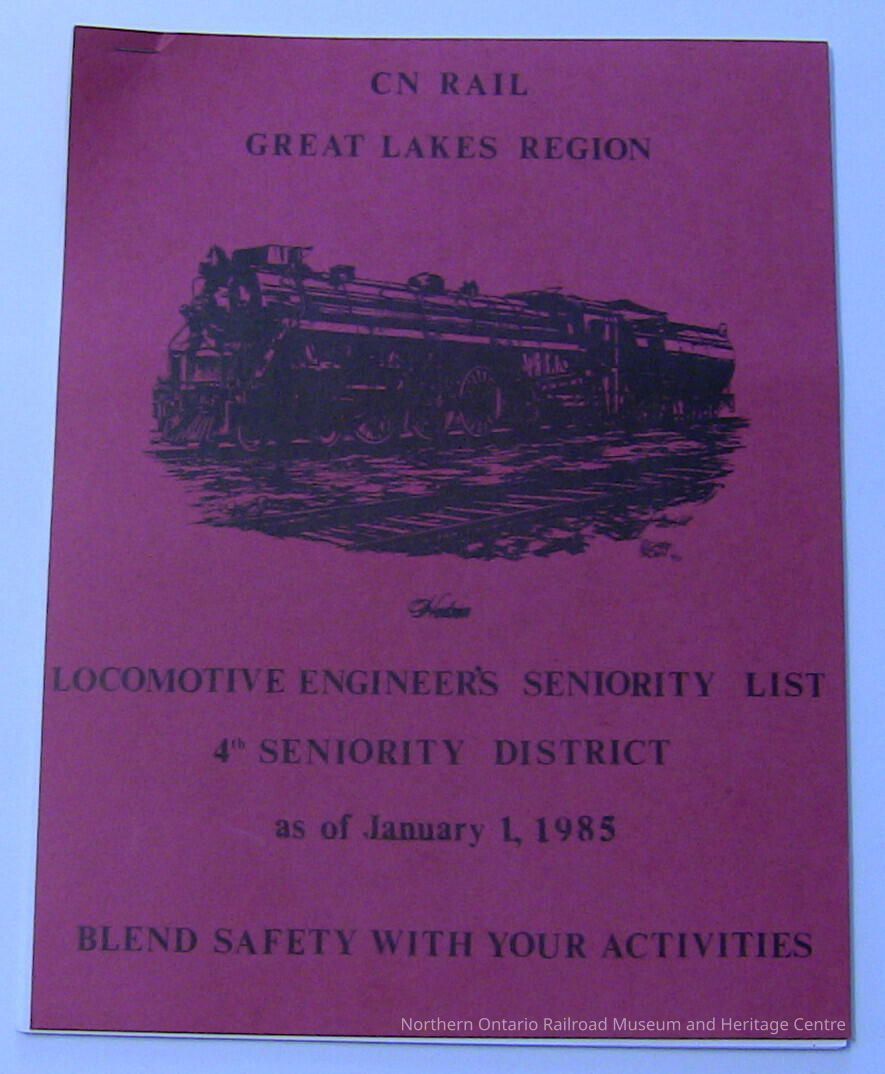 CN RAIL
GREAT LAKES REGION
Hudson
LOCOMOTIVE ENGINEER'S SENIORITY LIST
4th SENIORITY DISTRICT
as of January 1, 1985
BLEND SAFETY WITH YOUR ACTIVITIES
Northern Ontario Railroad Museum and Heritage Centre